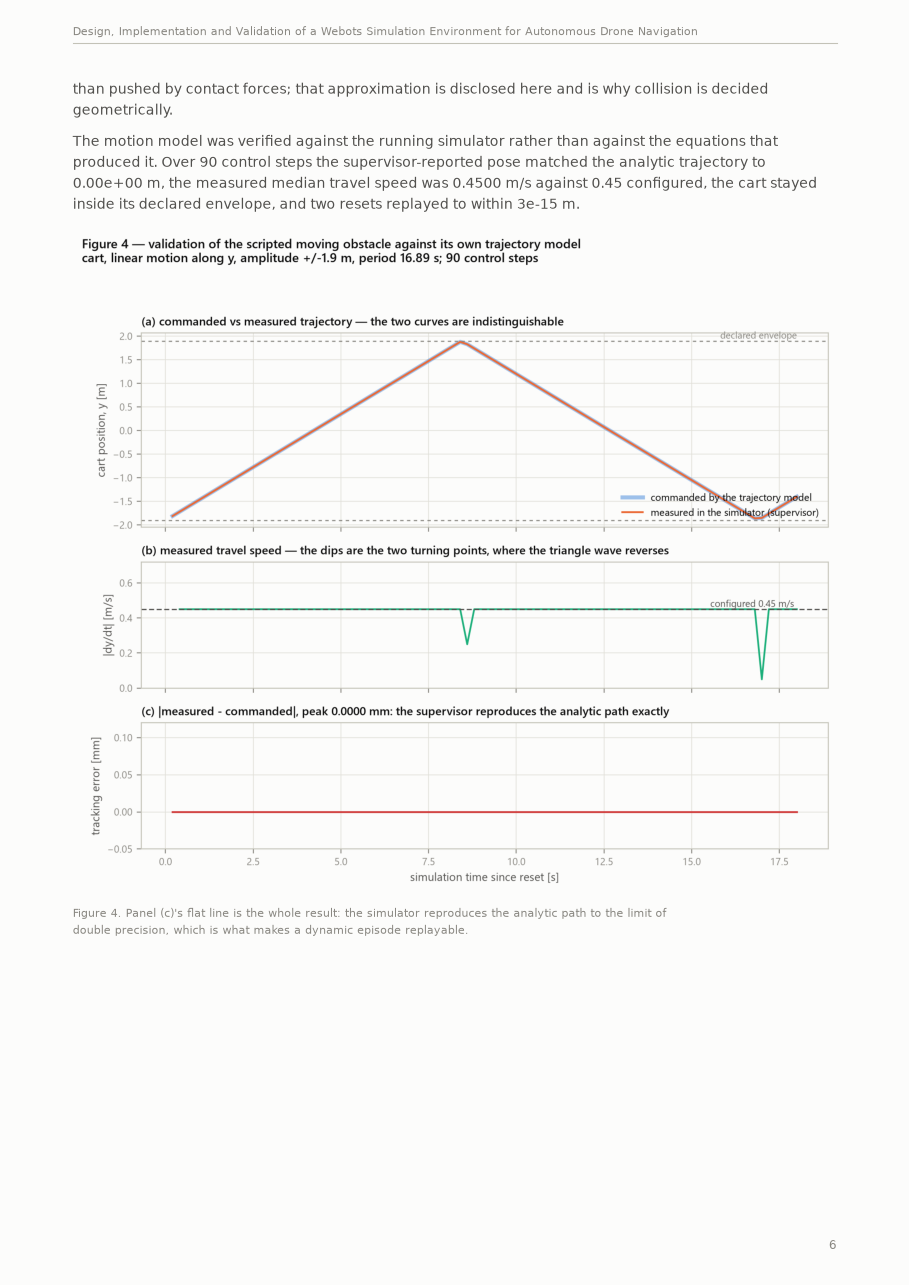 Design, Implementation and Validation of a Webots Simulation Environment for Autonomous Drone Navigation
than pushed by contact forces; that approximation is disclosed here and is why collision is decided
geometrically.
The motion model was verified against the running simulator rather than against the equations that
produced it. Over 90 control steps the supervisor-reported pose matched the analytic trajectory to
0.00e+00 m, the measured median travel speed was 0.4500 m/s against 0.45 configured, the cart stayed
inside its declared envelope, and two resets replayed to within 3e-15 m.
Figure 4 — validation of the scripted moving obstacle against its own trajectory model
cart, linear motion along y, amplitude +/-1.9 m, period 16.89 s; 90 control steps
(a) commanded vs measured trajectory — the two curves are indistinguishable
declared envelope
cart position, y [m]
2.0
1.5
1.0
0.5
0.0
−0.5
−1.0
−1.5
−2.0
commanded by the trajectory model
measured in the simulator (supervisor)
(b) measured travel speed — the dips are the two turning points, where the triangle wave reverses
|dy/dt| [m/s]
0.6
0.4
0.2
0.0
configured 0.45 m/s
(c) |measured - commanded|, peak 0.0000 mm: the supervisor reproduces the analytic path exactly
tracking error [mm]
0.10
0.05
0.00
−0.05
0.0 2.5 5.0 7.5 10.0 12.5 15.0 17.5
simulation time since reset [s]
Figure 4. Panel (c)'s flat line is the whole result: the simulator reproduces the analytic path to the limit of
double precision, which is what makes a dynamic episode replayable.
6